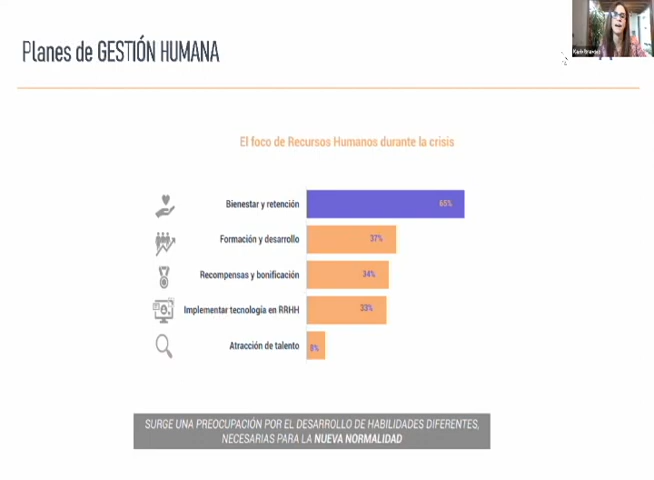 Planes de GESTIÓN HUMANA
El foco de Recursos Humanos durante la crisis
Bienestar y retención 65%
Formación y desarrollo 37%
Recompensas y bonificación 34%
Implementar tecnología en RRHH 33%
Atracción de talento 8%
SURGE UNA PREOCUPACIÓN POR EL DESARROLLO DE HABILIDADES DIFERENTES,
NECESARIAS PARA LA NUEVA NORMALIDAD